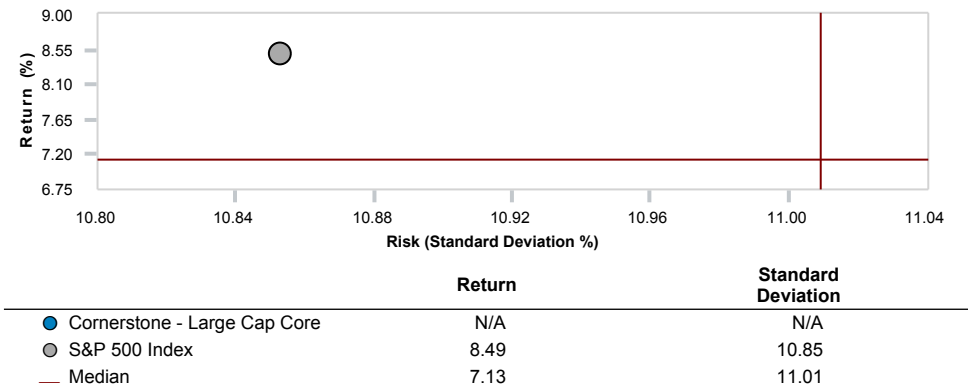 9.00
8.55
8.10
7.65
7.20
6.75
Return (%)
10.80 10.84 10.88 10.92 10.96 11.00 11.04
Risk (Standard Deviation %)
Return Standard Deviation
Cornerstone - Large Cap Core N/A N/A
S&P 500 Index 8.49 10.85
Median 7.13 11.01